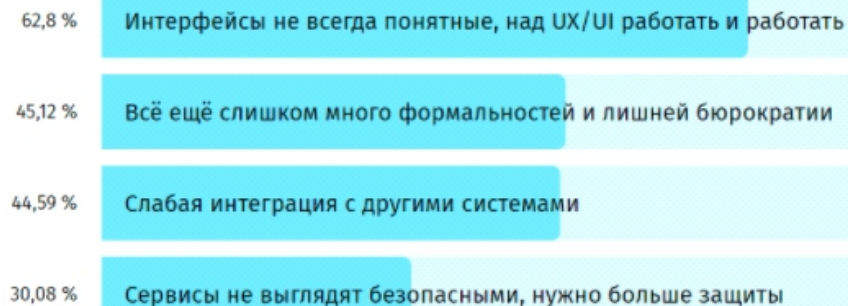 62,8 % Интерфейсы не всегда понятные, над UX/UI работать и работать
45,12 % Всё ещё слишком много формальностей и лишней бюрократии
44,59 % Слабая интеграция с другими системами
30,08 % Сервисы не выглядят безопасными, нужно больше защиты